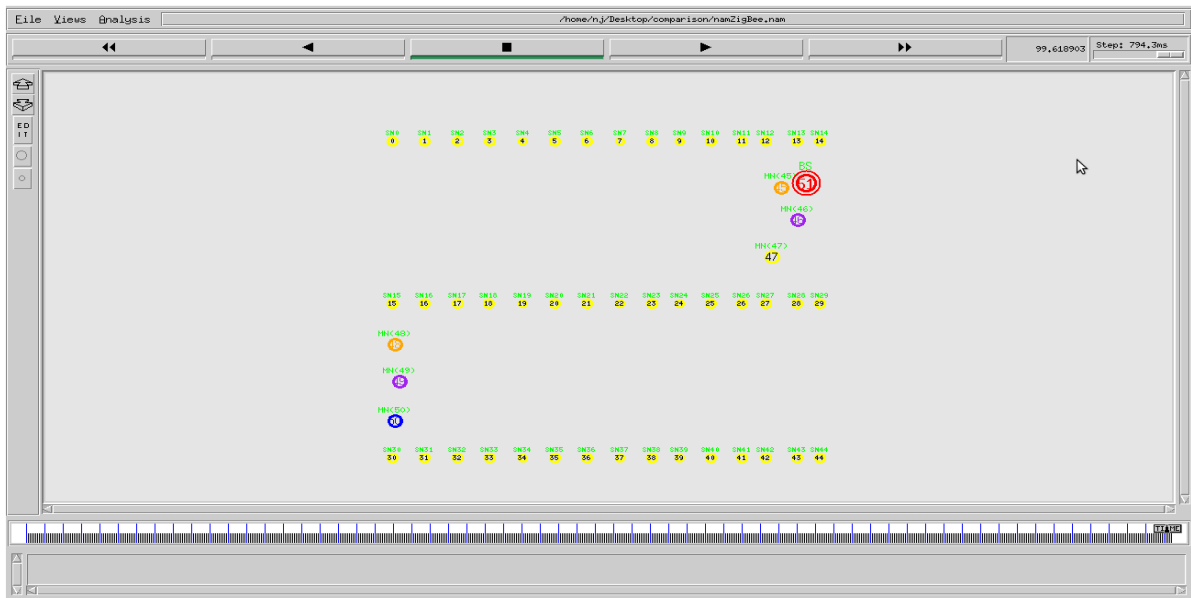 File Views Analysis /home/nj/Desktop/comparison/namZigBee.nam
99.618903 Step: 794.3ms
ED
IT
SN0 SN1 SN2 SN3 SN4 SN5 SN6 SN7 SN8 SN9 SN10 SN11 SN12 SN13 SN14
0 1 2 3 4 5 6 7 8 9 10 11 12 13 14
BS
MN(45) 51
MN(46)
MN(47)
47
SN15 SN16 SN17 SN18 SN19 SN20 SN21 SN22 SN23 SN24 SN25 SN26 SN27 SN28 SN29
15 16 17 18 19 20 21 22 23 24 25 26 27 28 29
MN(48)
48
MN(49)
49
MN(50)
50
SN30 SN31 SN32 SN33 SN34 SN35 SN36 SN37 SN38 SN39 SN40 SN41 SN42 SN43 SN44
30 31 32 33 34 35 36 37 38 39 40 41 42 43 44
TIME